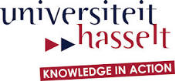 universiteit
hasselt
KNOWLEDGE IN ACTION